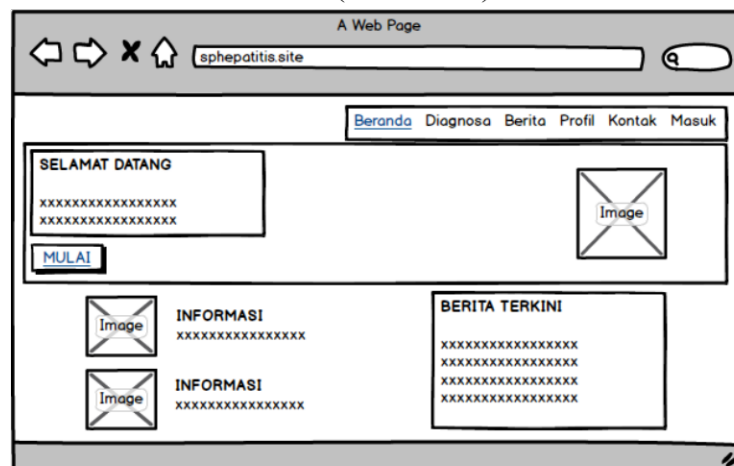 A Web Page
sphepatitis.site
Beranda Diagnosa Berita Profil Kontak Masuk
SELAMAT DATANG
xxxxxxxxxxxxxxxxx
xxxxxxxxxxxxxxxxx
Image
MULAI
Image
INFORMASI
xxxxxxxxxxxxxxxx
Image
INFORMASI
xxxxxxxxxxxxxxxx
BERITA TERKINI
xxxxxxxxxxxxxxxxx
xxxxxxxxxxxxxxxxx
xxxxxxxxxxxxxxxxx
xxxxxxxxxxxxxxxxx